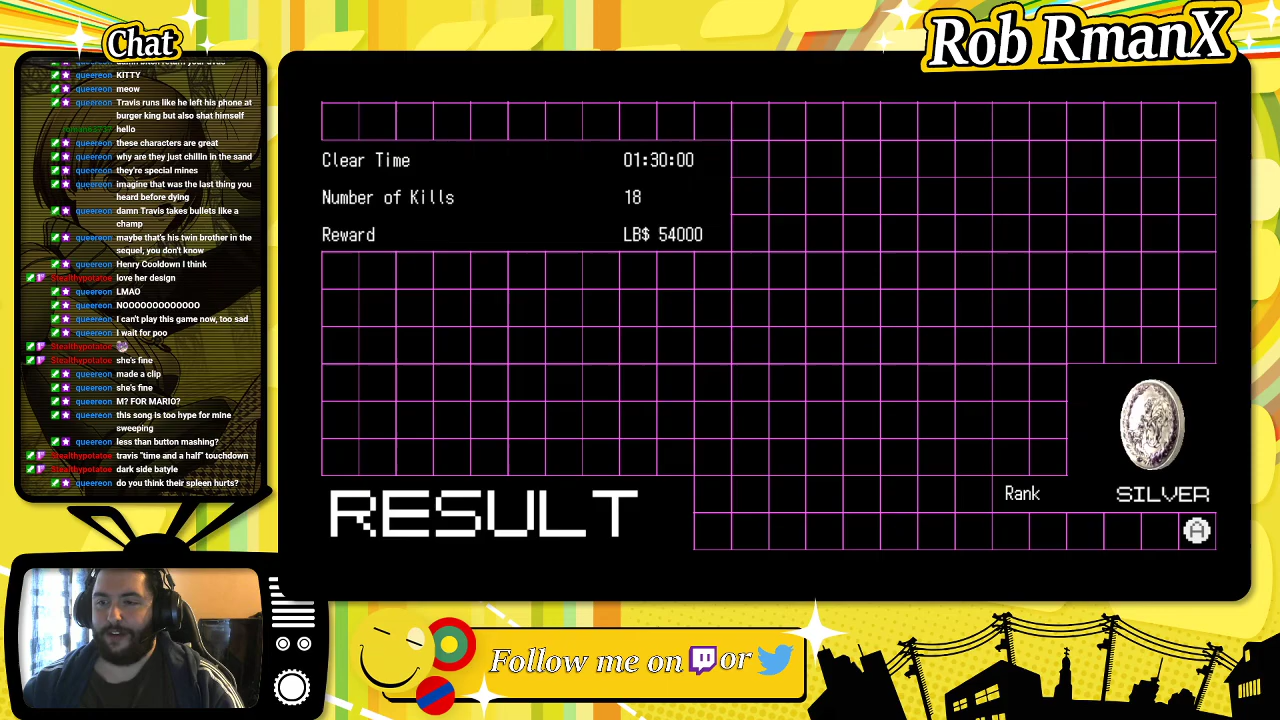 Chat
Rob RmanX
queereon KITTY
queereon meow
queereon Travis runs like he left his phone at
burger king but also shat himself
hello
queereon these characters are great
queereon why are they just chillin in the sand
queereon they're special mines
queereon imagine that was the last thing you
heard before dying
queereon damn Travis takes bullets like a
champ
queereon maybe that's his brother in the
sequel, you don't know
queereon
Stealthypotatoe love her design
queereon LMAO
queereon NOOOOOOOOOOOOO
queereon I can't play this game now, too sad
queereon I wait for poo
Stealthypotatoe
Stealthypotatoe she's fine
queereon made a clip
queereon she's fine
queereon M? FOR MARIO?
queereon this song is too hype for mine
sweeping
queereon less than button mashing?
Stealthypotatoe travis "time and a half" touchdown
Stealthypotatoe dark side batyle
queereon do you think their spleen hurts?
Clear Time 01:30:00
Number of Kills 18
Reward LB$ 54000
RESULT
Rank SILVER
A
Follow me on or